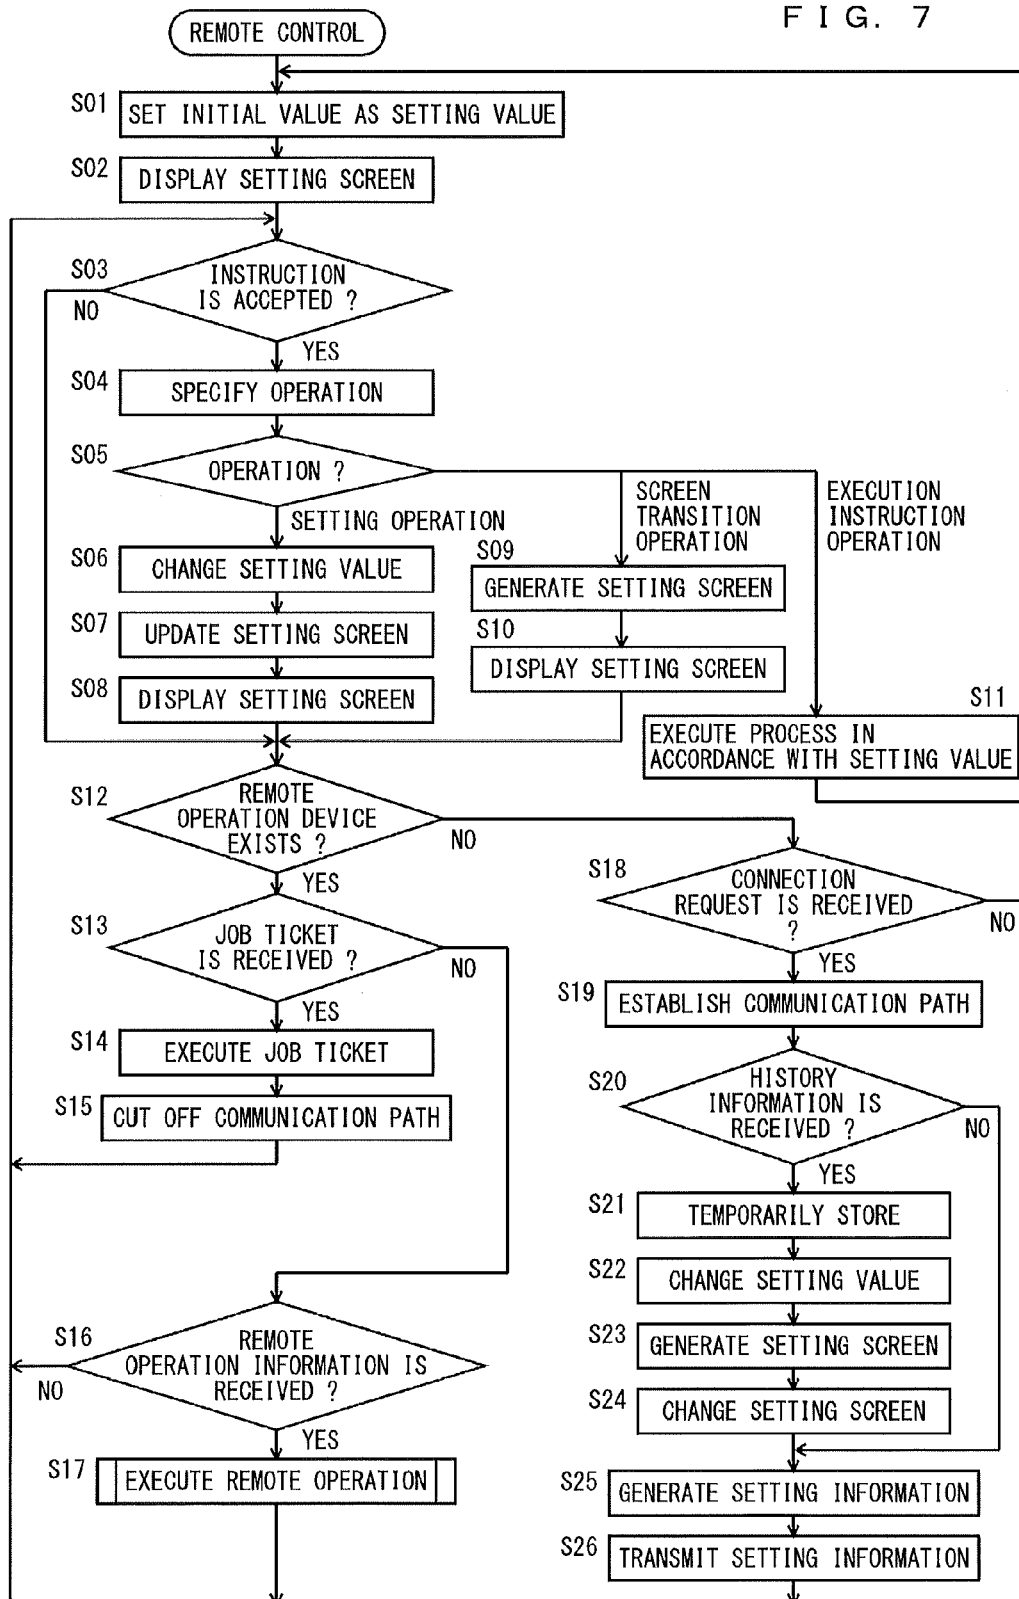 FIG. 7
REMOTE CONTROL
S01
SET INITIAL VALUE AS SETTING VALUE
S02
DISPLAY SETTING SCREEN
S03
INSTRUCTION
IS ACCEPTED ?
NO
YES
S04
SPECIFY OPERATION
S05
OPERATION ?
SETTING OPERATION
SCREEN
TRANSITION
OPERATION
EXECUTION
INSTRUCTION
OPERATION
S06
CHANGE SETTING VALUE
S07
UPDATE SETTING SCREEN
S08
DISPLAY SETTING SCREEN
S09
GENERATE SETTING SCREEN
S10
DISPLAY SETTING SCREEN
S11
EXECUTE PROCESS IN
ACCORDANCE WITH SETTING VALUE
S12
REMOTE
OPERATION DEVICE
EXISTS ?
NO
YES
S13
JOB TICKET
IS RECEIVED ?
NO
YES
S14
EXECUTE JOB TICKET
S15
CUT OFF COMMUNICATION PATH
S16
REMOTE
OPERATION INFORMATION IS
RECEIVED ?
NO
YES
S17
EXECUTE REMOTE OPERATION
S18
CONNECTION
REQUEST IS RECEIVED
?
NO
YES
S19
ESTABLISH COMMUNICATION PATH
S20
HISTORY
INFORMATION IS
RECEIVED ?
NO
YES
S21
TEMPORARILY STORE
S22
CHANGE SETTING VALUE
S23
GENERATE SETTING SCREEN
S24
CHANGE SETTING SCREEN
S25
GENERATE SETTING INFORMATION
S26
TRANSMIT SETTING INFORMATION